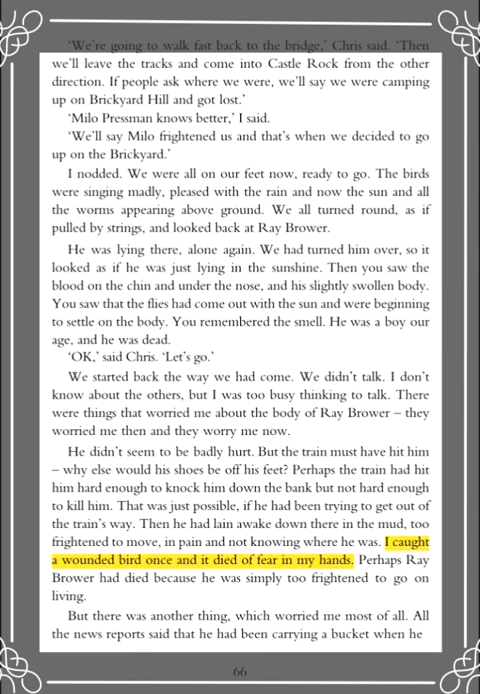 'We're going to walk fast back to the bridge,' Chris said. 'Then
we'll leave the tracks and come into Castle Rock from the other
direction. If people ask where we were, we'll say we were camping
up on Brickyard Hill and got lost.'
'Milo Pressman knows better,' I said.
'We'll say Milo frightened us and that's when we decided to go
up on the Brickyard.'
I nodded. We were all on our feet now, ready to go. The birds
were singing madly, pleased with the rain and now the sun and all
the worms appearing above ground. We all turned round, as if
pulled by strings, and looked back at Ray Brower.
He was lying there, alone again. We had turned him over, so it
looked as if he was just lying in the sunshine. Then you saw the
blood on the chin and under the nose, and his slightly swollen body.
You saw that the flies had come out with the sun and were beginning
to settle on the body. You remembered the smell. He was a boy our
age, and he was dead.
'OK,' said Chris. 'Let's go.'
We started back the way we had come. We didn't talk. I don't
know about the others, but I was too busy thinking to talk. There
were things that worried me about the body of Ray Brower – they
worried me then and they worry me now.
He didn't seem to be badly hurt. But the train must have hit him
– why else would his shoes be off his feet? Perhaps the train had hit
him hard enough to knock him down the bank but not hard enough
to kill him. That was just possible, if he had been trying to get out of
the train's way. Then he had lain awake down there in the mud, too
frightened to move, in pain and not knowing where he was. I caught
a wounded bird once and it died of fear in my hands. Perhaps Ray
Brower had died because he was simply too frightened to go on
living.
But there was another thing, which worried me most of all. All
the news reports said that he had been carrying a bucket when he
66